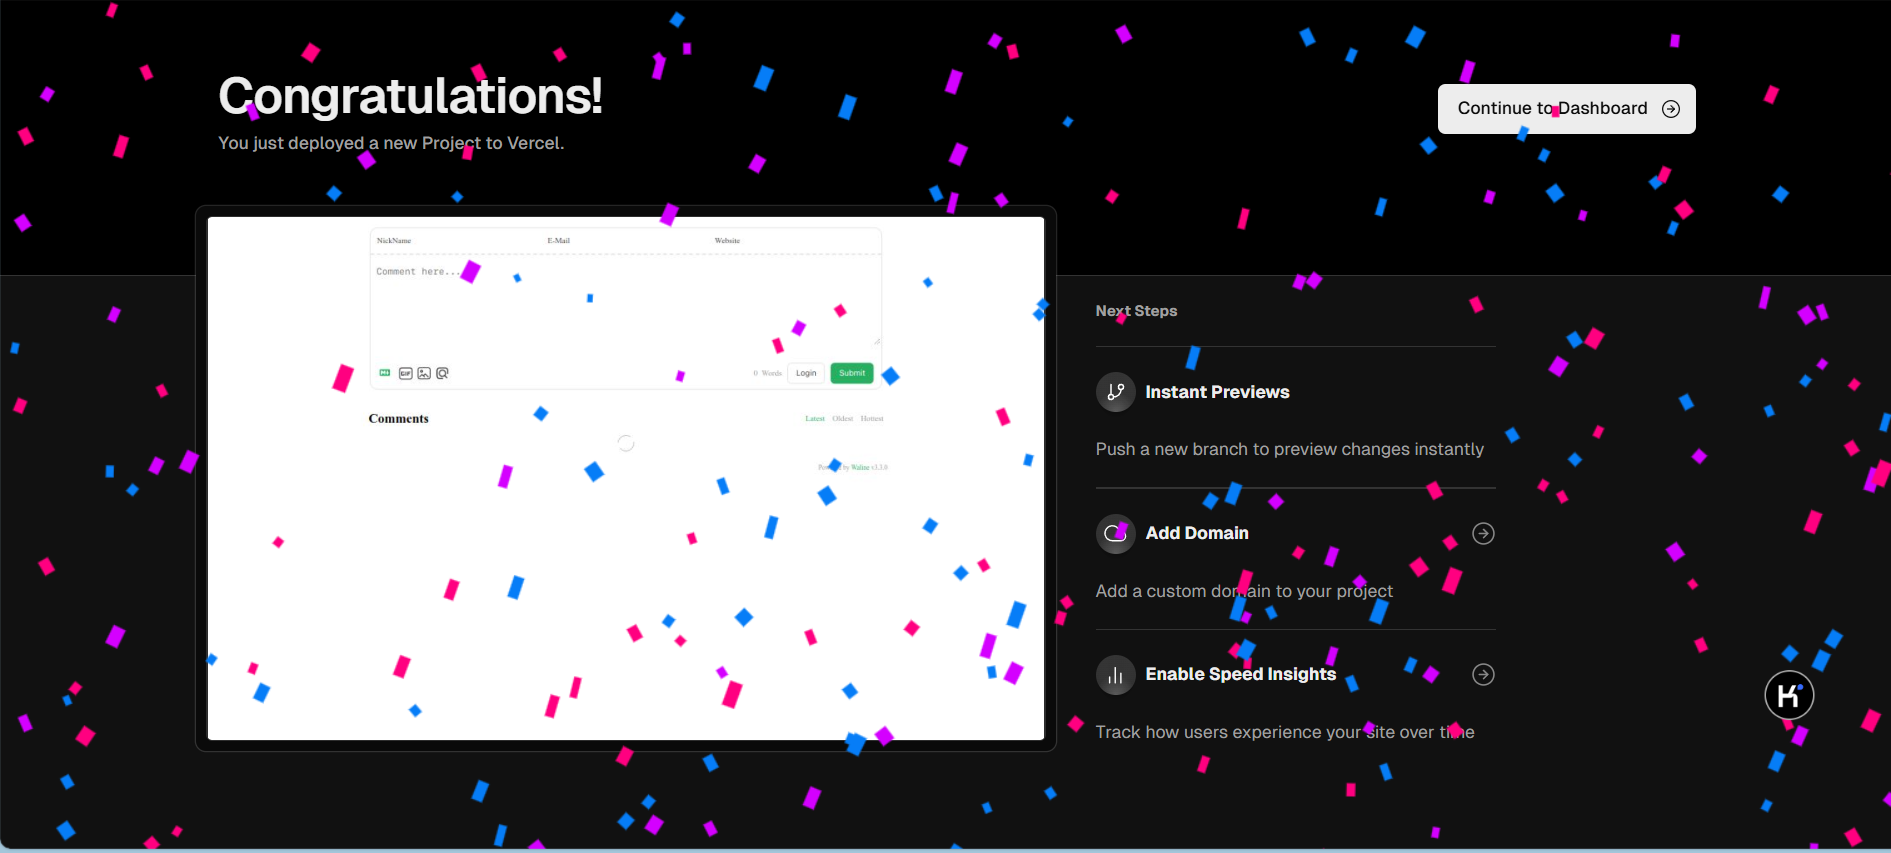 Congratulations!
You just deployed a new Project to Vercel.
Continue to Dashboard
NickName
E-Mail
Website
Comment here...
M↓
GIF
0 Words
Login
Submit
Comments
Latest
Oldest
Hottest
by Waline v3.3.0
Next Steps
Instant Previews
Push a new branch to preview changes instantly
Add Domain
Add a custom domain to your project
Enable Speed Insights
Track how users experience your site over time
K